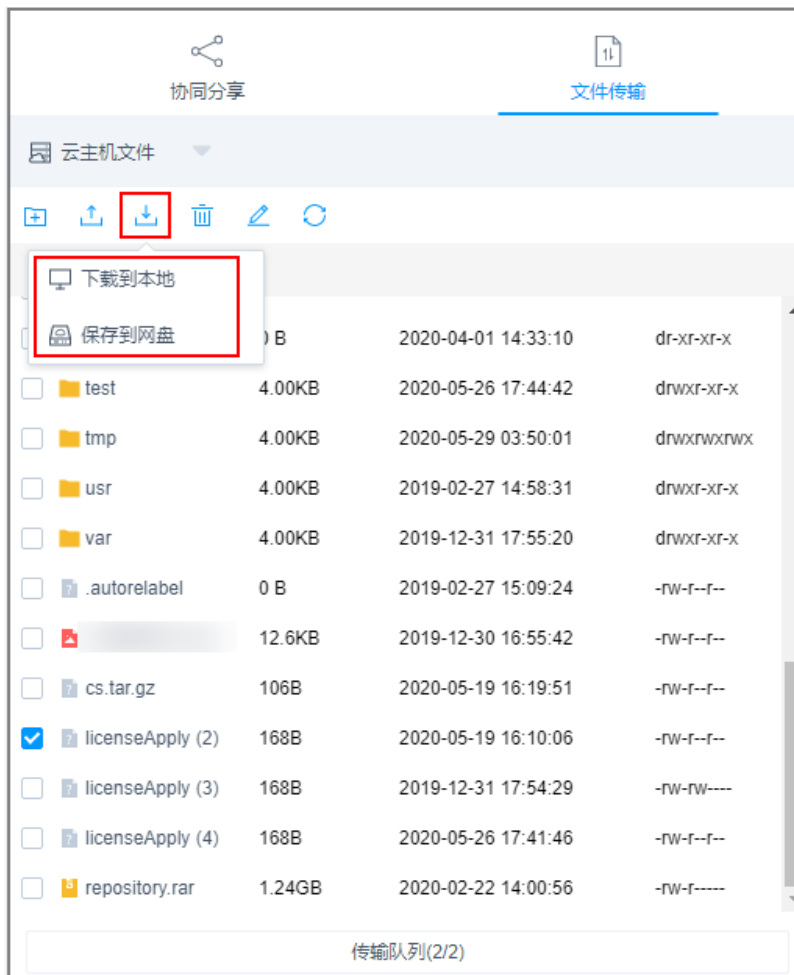 协同分享 文件传输
云主机文件
下载到本地
保存到网盘
B 2020-04-01 14:33:10 dr-xr-xr-x
test 4.00KB 2020-05-26 17:44:42 drwxr-xr-x
tmp 4.00KB 2020-05-29 03:50:01 drwxrwxrwx
usr 4.00KB 2019-02-27 14:58:31 drwxr-xr-x
var 4.00KB 2019-12-31 17:55:20 drwxr-xr-x
.autorelabel 0 B 2019-02-27 15:09:24 -rw-r--r--
12.6KB 2019-12-30 16:55:42 -rw-r--r--
cs.tar.gz 106B 2020-05-19 16:19:51 -rw-r--r--
licenseApply (2) 168B 2020-05-19 16:10:06 -rw-r--r--
licenseApply (3) 168B 2019-12-31 17:54:29 -rw-rw----
licenseApply (4) 168B 2020-05-26 17:41:46 -rw-r--r--
repository.rar 1.24GB 2020-02-22 14:00:56 -rw-r-----
传输队列(2/2)